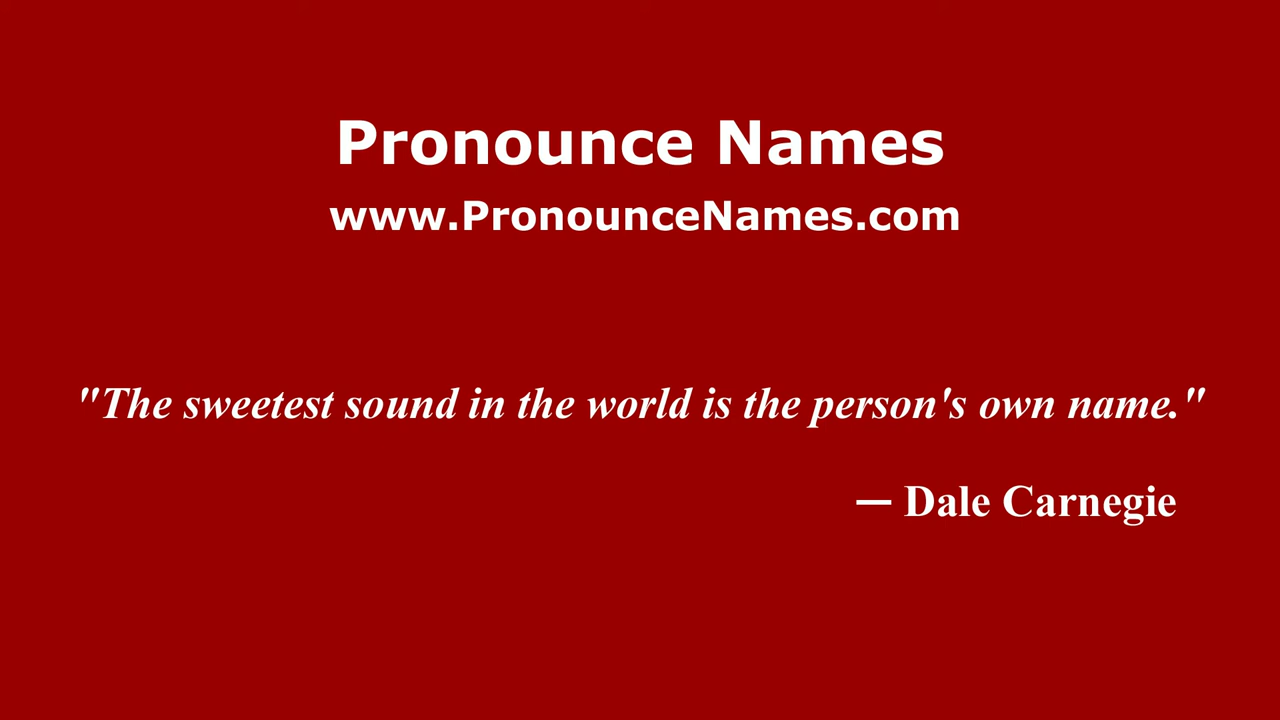 Pronounce Names
www.PronounceNames.com
"The sweetest sound in the world is the person's own name."
— Dale Carnegie